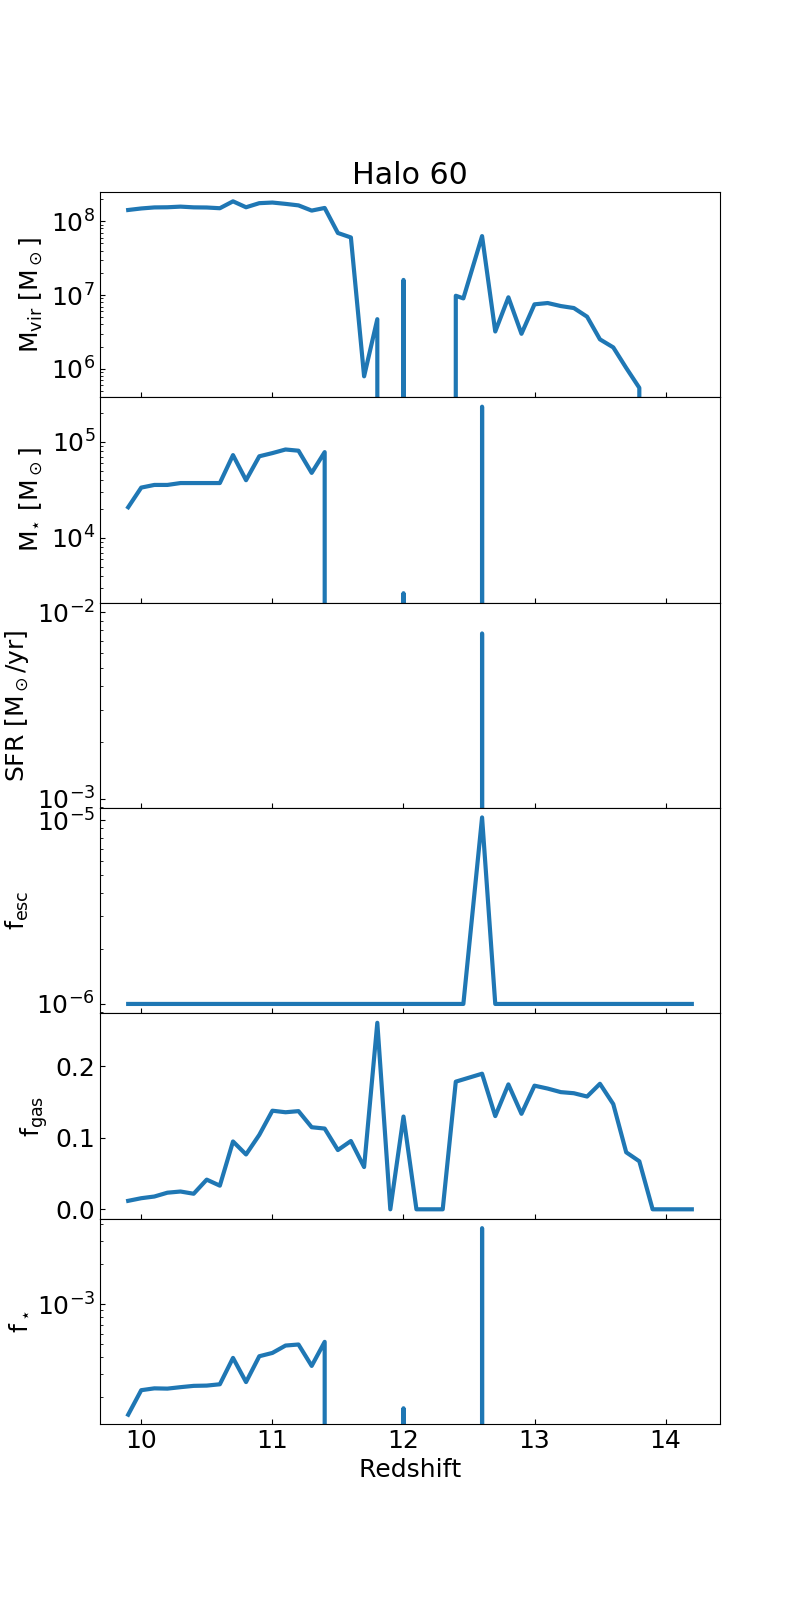 Halo 60
M_vir [M_⊙]
10^8
10^7
10^6
M_⋆ [M_⊙]
10^5
10^4
SFR [M_⊙/yr]
10^−2
10^−3
f_esc
10^−5
10^−6
f_gas
0.2
0.1
0.0
f_⋆
10^−3
10 11 12 13 14
Redshift